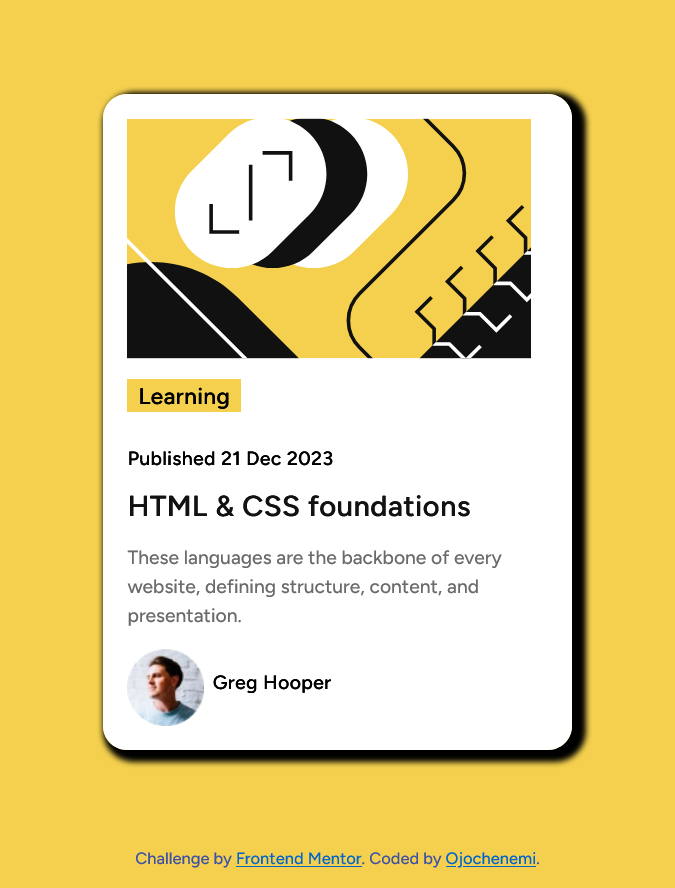 Learning
Published 21 Dec 2023
HTML & CSS foundations
These languages are the backbone of every
website, defining structure, content, and
presentation.
Greg Hooper
Challenge by Frontend Mentor. Coded by Ojochenemi.